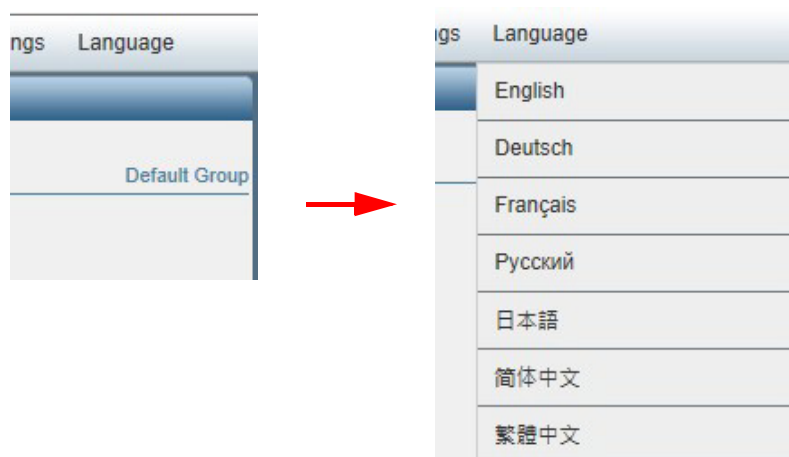 ngs Language
Default Group
gs Language
English
Deutsch
Français
Русский
日本語
简体中文
繁體中文